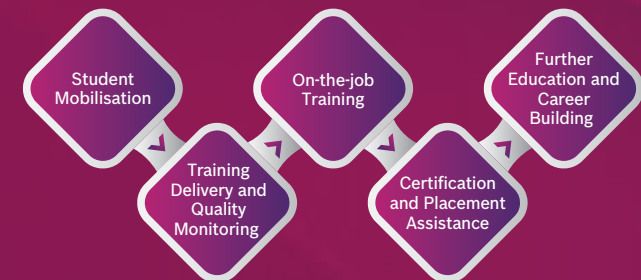 Student
Mobilisation
Training
Delivery and
Quality
Monitoring
On-the-job
Training
Certification
and Placement
Assistance
Further
Education and
Career
Building